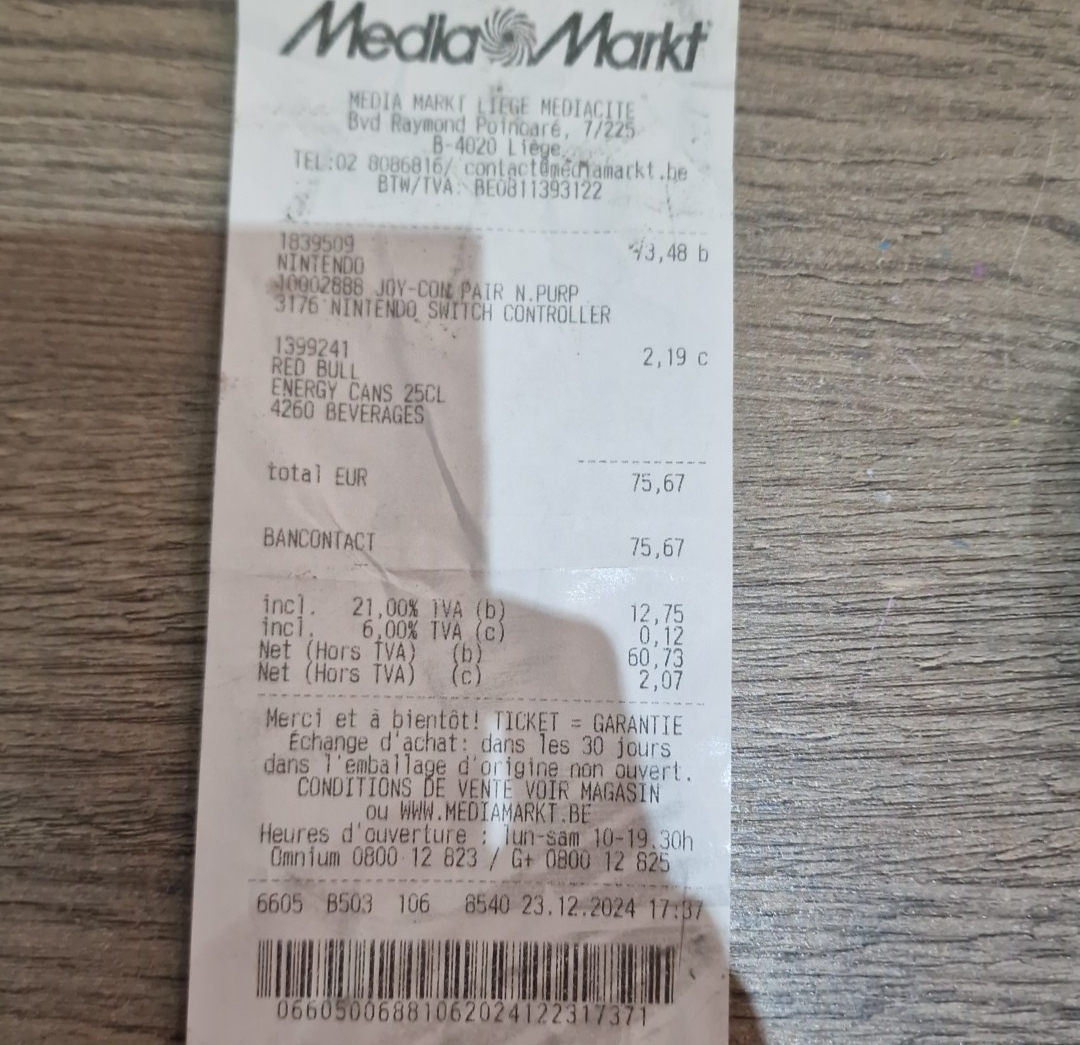 Media Markt
MEDIA MARKT LIEGE MEDIACITE
Bvd Raymond Poincaré, 7/225
B-4020 Liège
TEL:02 8086816/ contact@mediamarkt.be
BTW/TVA: BE0811393122
1839509
73,48 b
NINTENDO
10002888 JOY-CON PAIR N.PURP
3176 NINTENDO SWITCH CONTROLLER
1399241
2,19 c
RED BULL
ENERGY CANS 25CL
4260 BEVERAGES
total EUR 75,67
BANCONTACT 75,67
incl. 21,00% TVA (b) 12,75
incl. 6,00% TVA (c) 0,12
Net (Hors TVA) (b) 60,73
Net (Hors TVA) (c) 2,07
Merci et à bientôt! TICKET = GARANTIE
Échange d'achat: dans les 30 jours
dans l'emballage d'origine non ouvert.
CONDITIONS DE VENTE VOIR MAGASIN
ou WWW.MEDIAMARKT.BE
Heures d'ouverture : lun-sam 10-19.30h
Omnium 0800 12 823 / G+ 0800 12 825
6605 B503 106 8540 23.12.2024 17:37
06605006881062024122317371